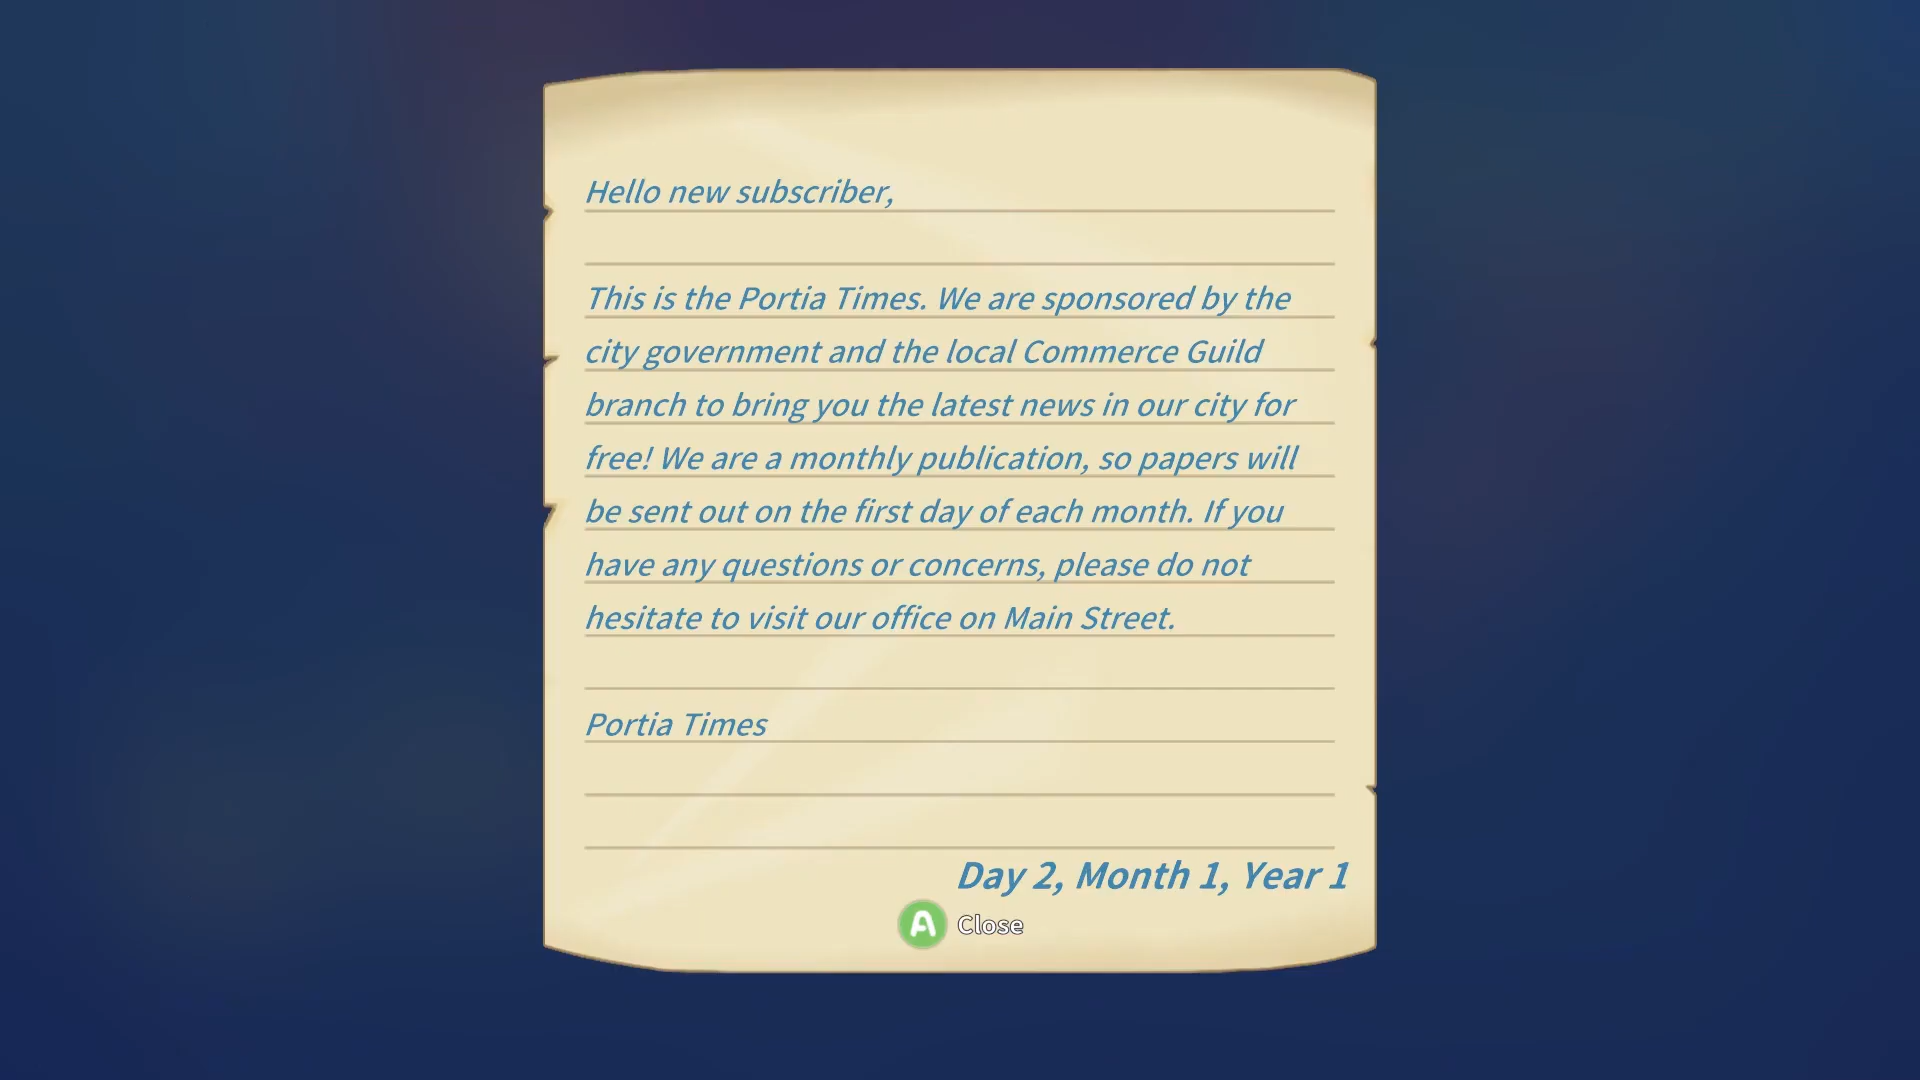 Hello new subscriber,
This is the Portia Times. We are sponsored by the
city government and the local Commerce Guild
branch to bring you the latest news in our city for
free! We are a monthly publication, so papers will
be sent out on the first day of each month. If you
have any questions or concerns, please do not
hesitate to visit our office on Main Street.
Portia Times
Day 2, Month 1, Year 1
A Close